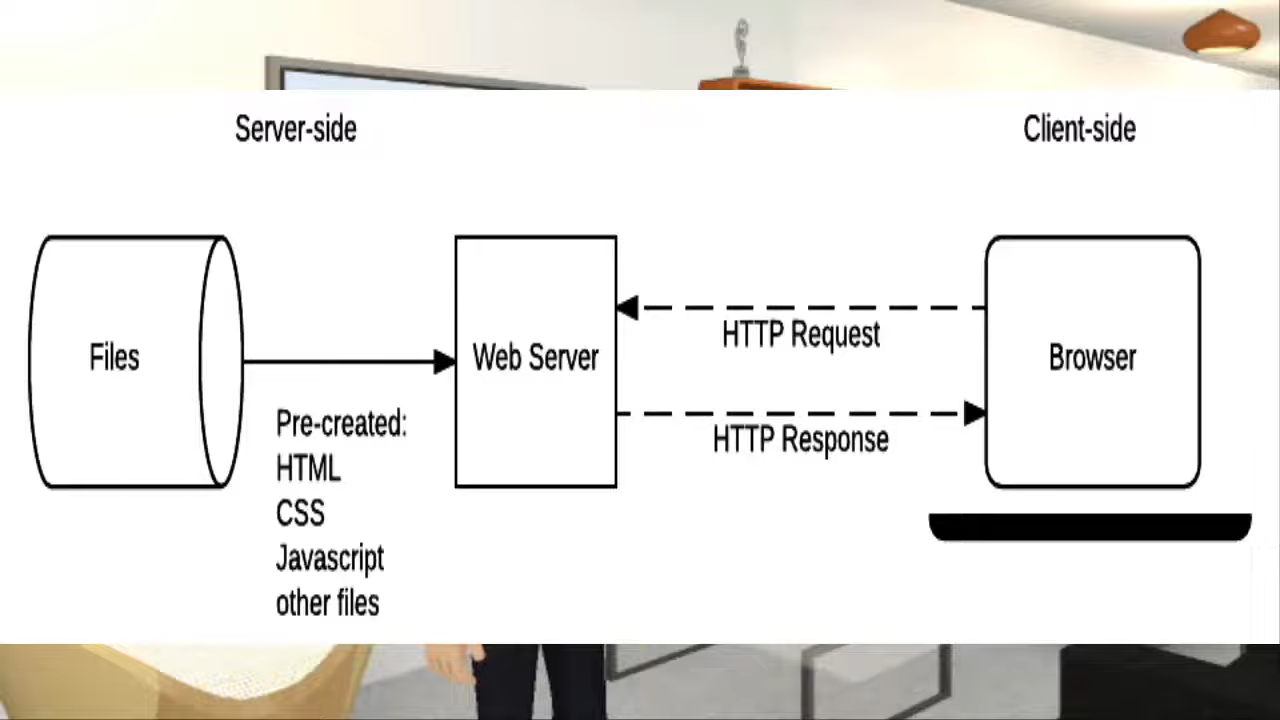 Server-side
Client-side
Files
Web Server
HTTP Request
Browser
HTTP Response
Pre-created:
HTML
CSS
Javascript
other files